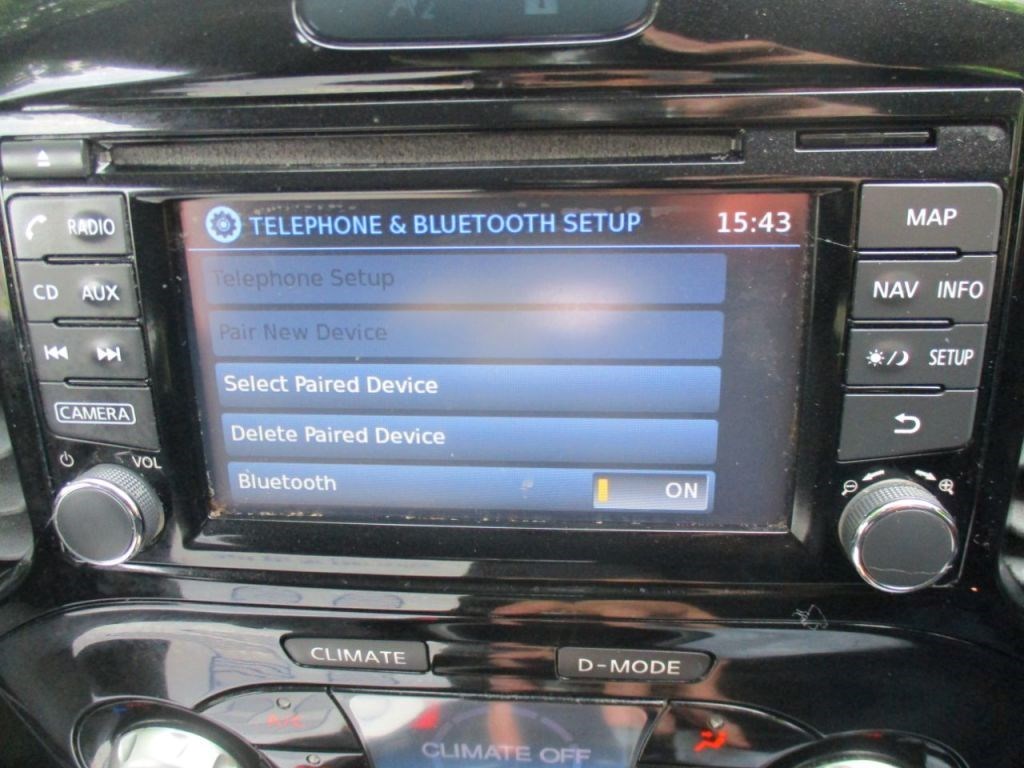 RADIO
CD AUX
CAMERA
VOL
TELEPHONE & BLUETOOTH SETUP 15:43
Telephone Setup
Pair New Device
Select Paired Device
Delete Paired Device
Bluetooth ON
MAP
NAV INFO
SETUP
CLIMATE D-MODE
CLIMATE OFF